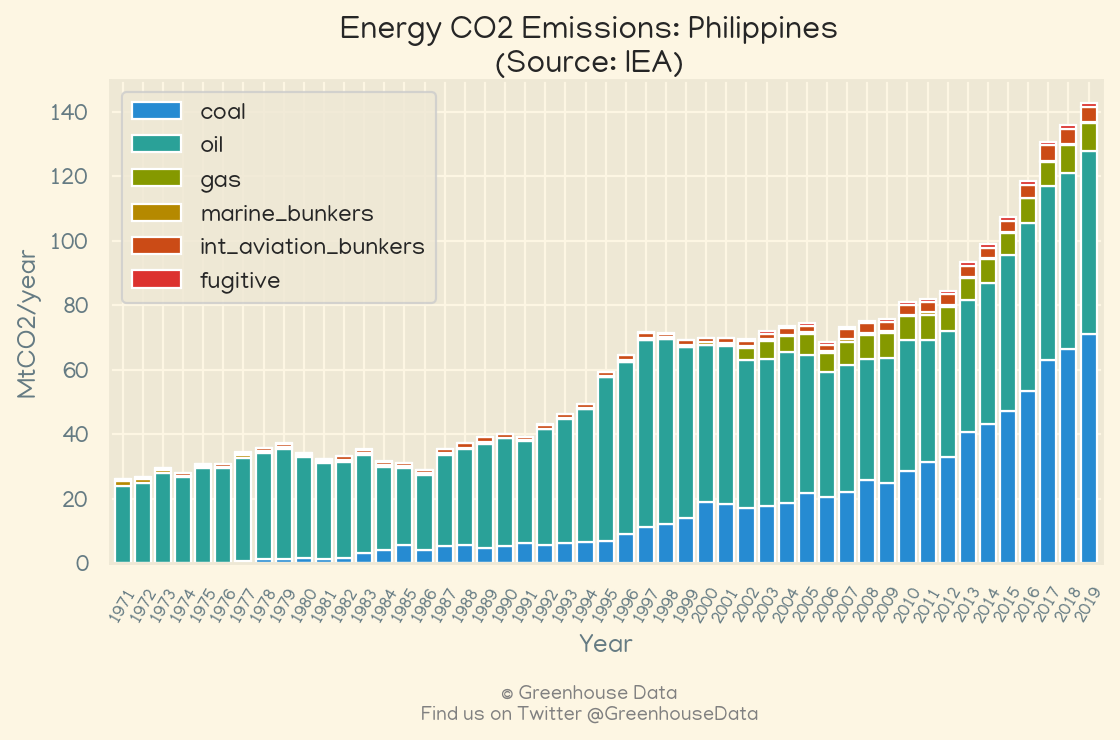 Energy CO2 Emissions: Philippines
(Source: IEA)
coal
oil
gas
marine_bunkers
int_aviation_bunkers
fugitive
MtCO2/year
140
120
100
80
60
40
20
0
1971 1972 1973 1974 1975 1976 1977 1978 1979 1980 1981 1982 1983 1984 1985 1986 1987 1988 1989 1990 1991 1992 1993 1994 1995 1996 1997 1998 1999 2000 2001 2002 2003 2004 2005 2006 2007 2008 2009 2010 2011 2012 2013 2014 2015 2016 2017 2018 2019
Year
© Greenhouse Data
Find us on Twitter @GreenhouseData